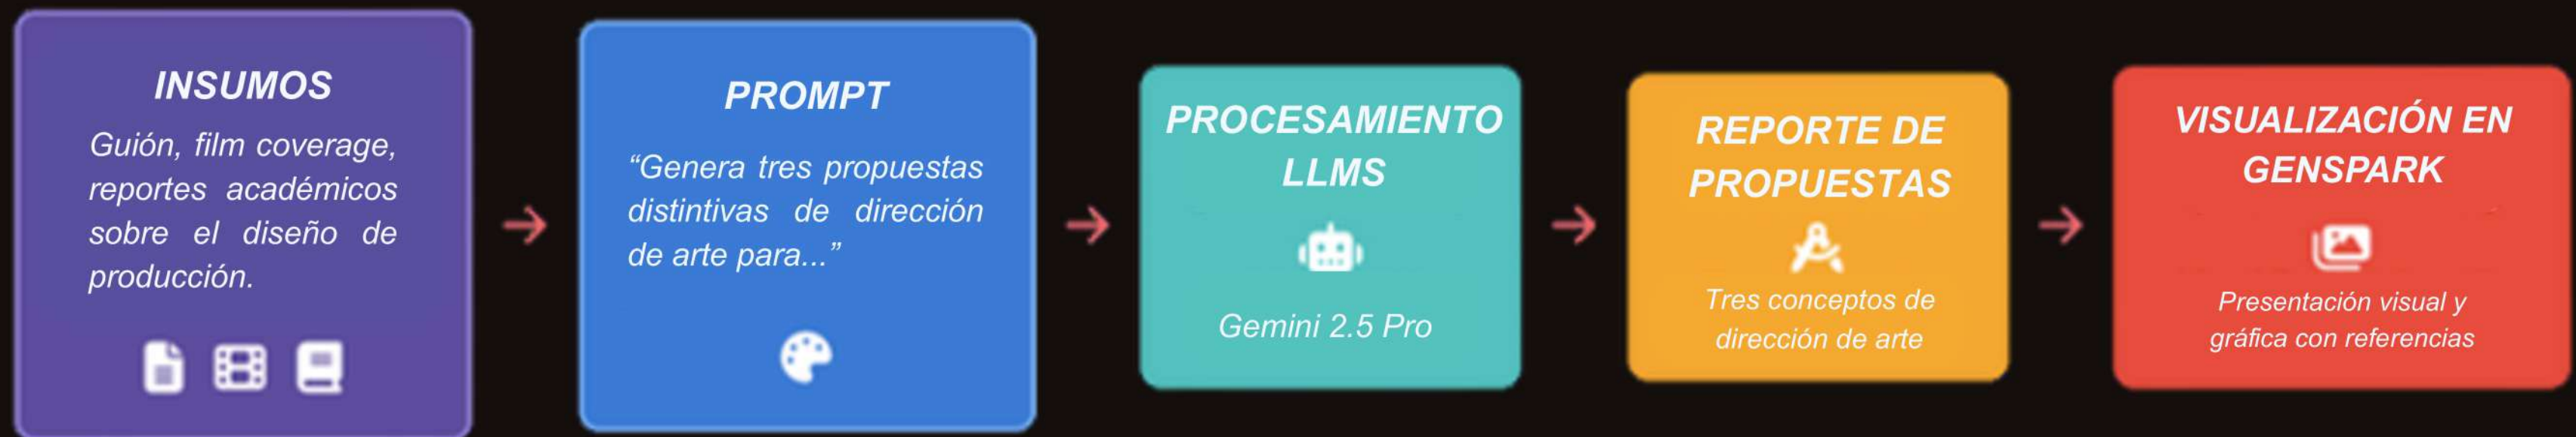 INSUMOS
Guión, film coverage,
reportes académicos
sobre el diseño de
producción.
PROMPT
“Genera tres propuestas
distintivas de dirección
de arte para...”
PROCESAMIENTO
LLMS
Gemini 2.5 Pro
REPORTE DE
PROPUESTAS
Tres conceptos de
dirección de arte
VISUALIZACIÓN EN
GENSPARK
Presentación visual y
gráfica con referencias